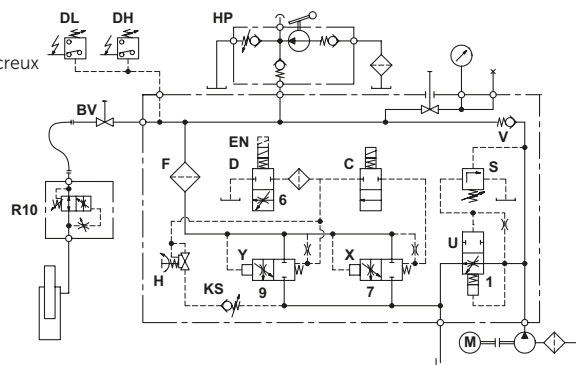 DL DH HP
creux
BV V
EN
D C S
F 6
R10 U
Y X
H 9 7 1
KS
M